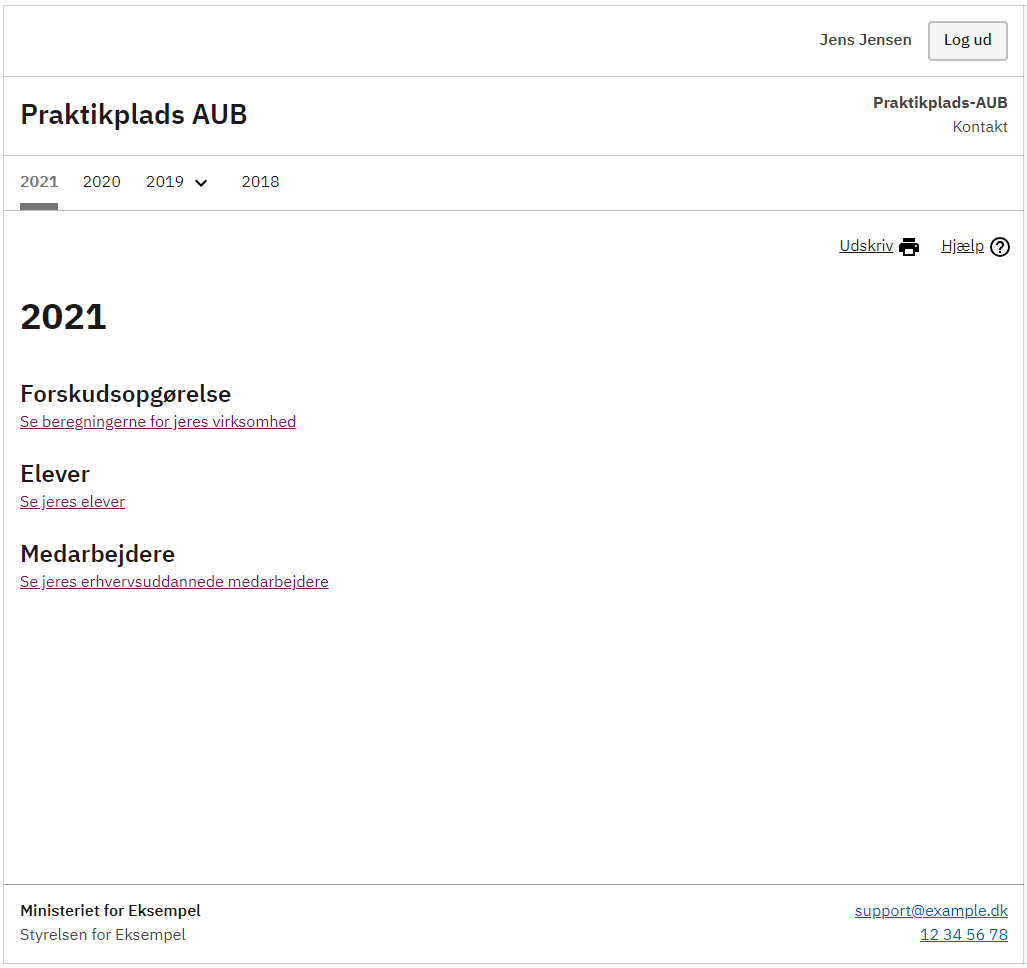 Jens Jensen Log ud
Praktikplads AUB
Praktikplads-AUB
Kontakt
2021 2020 2019 2018
Udskriv Hjælp
2021
Forskudsopgørelse
Se beregningerne for jeres virksomhed
Elever
Se jeres elever
Medarbejdere
Se jeres erhvervsuddannede medarbejdere
Ministeriet for Eksempel
Styrelsen for Eksempel
support@example.dk
12 34 56 78